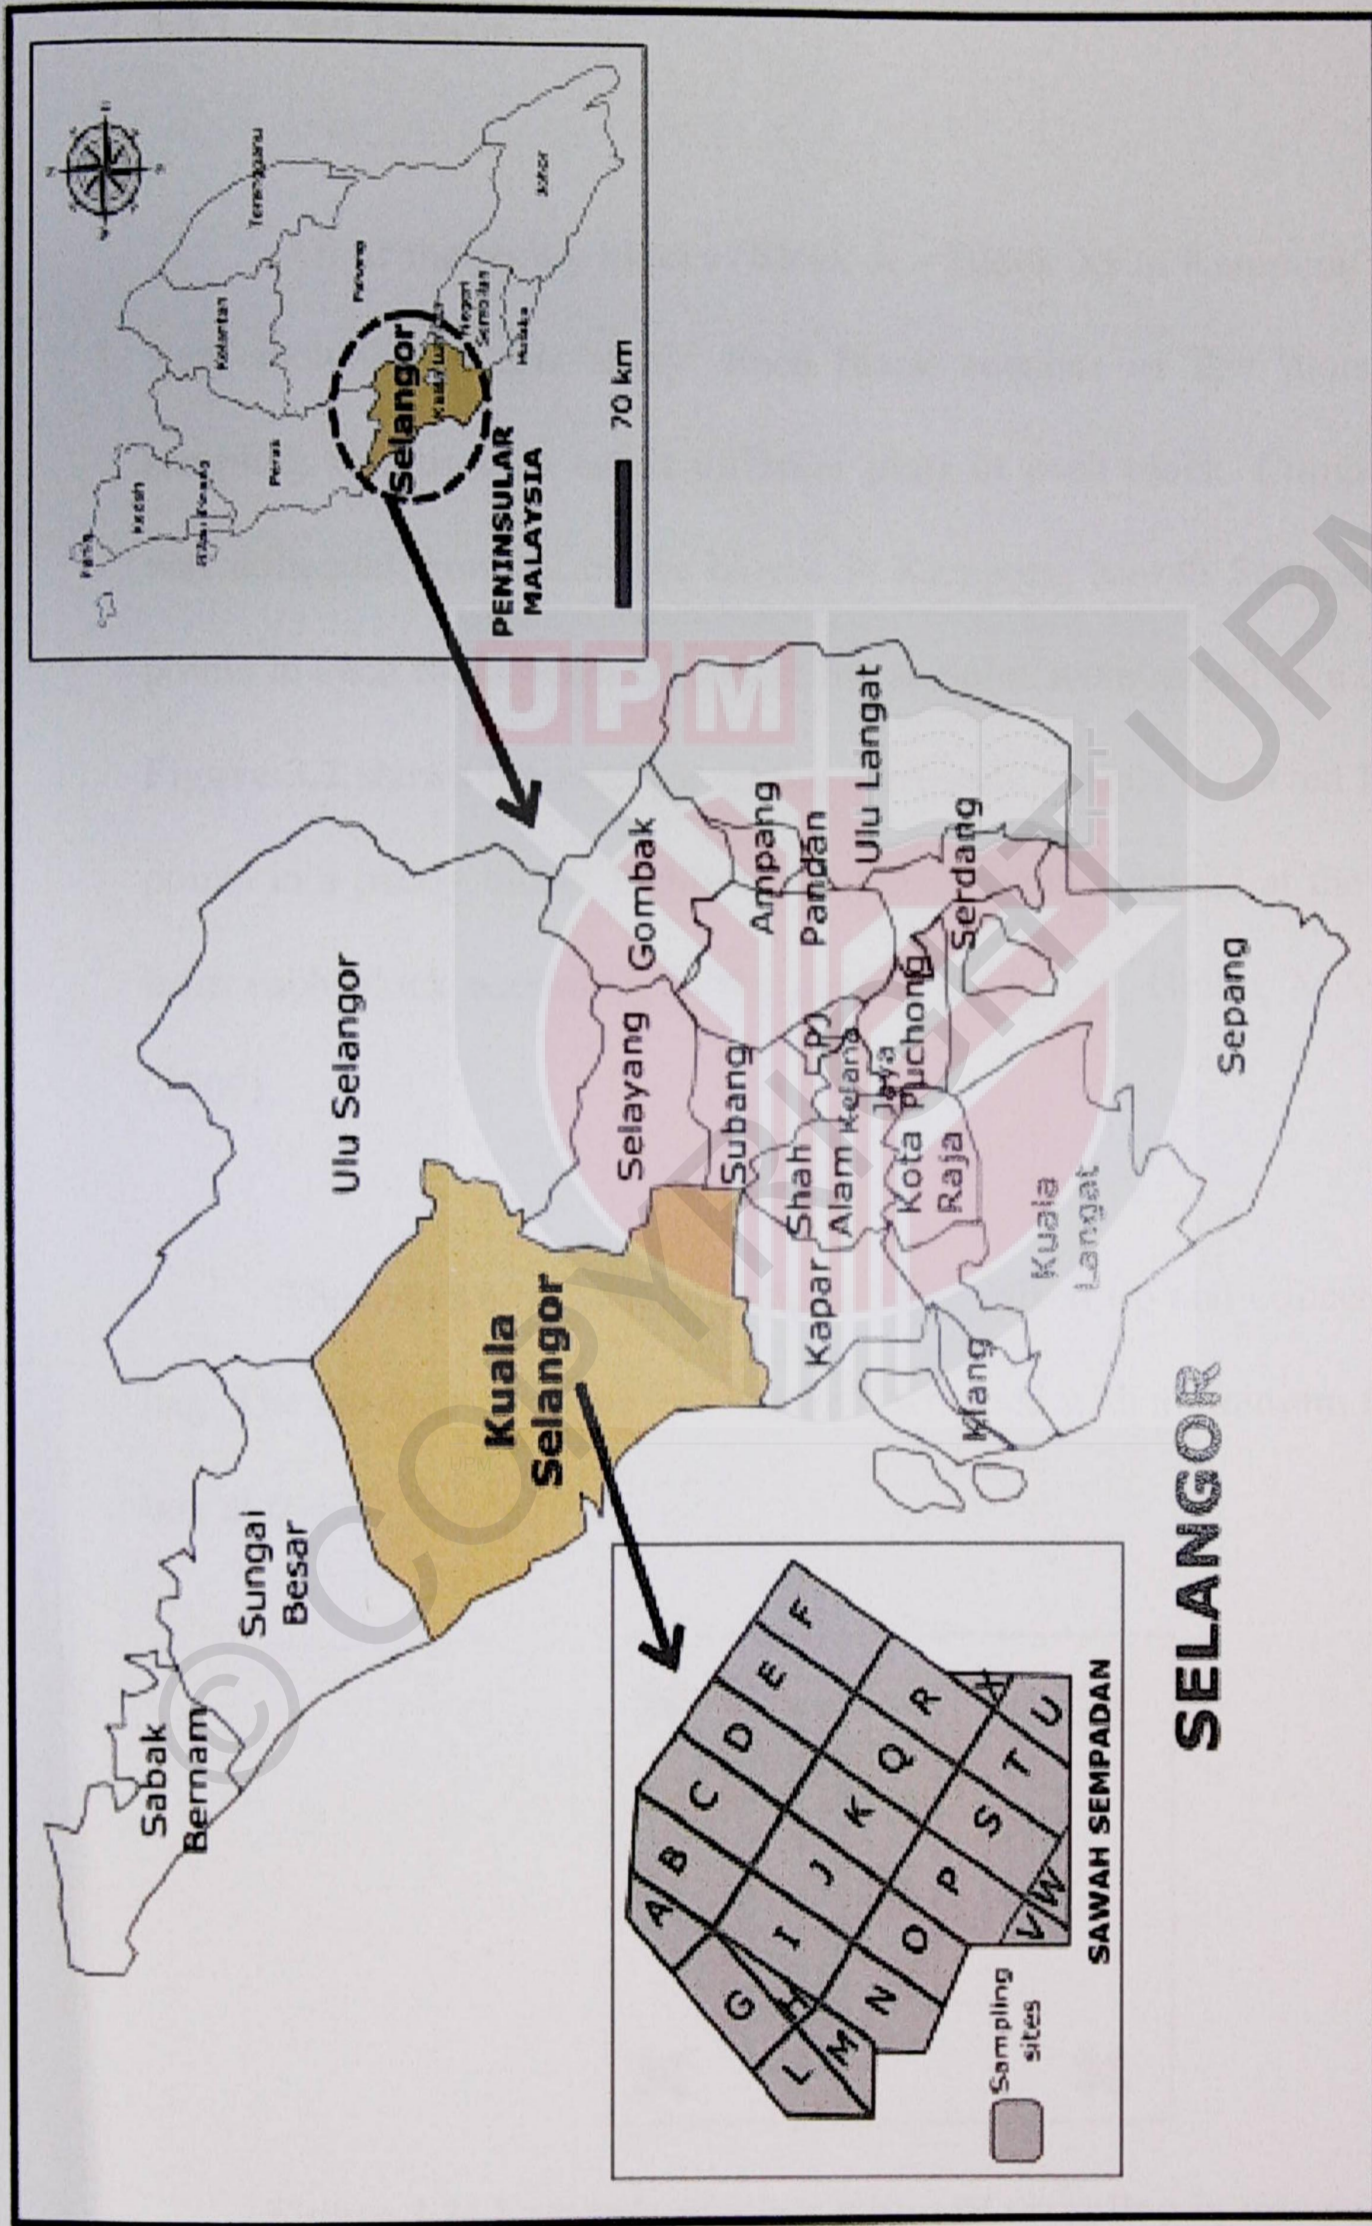 Perlis
Kedah
Pulau Pinang
Perak
Kelantan
Terengganu
Pahang
Selangor
Negeri
Sembilan
Melaka
Johor
PENINSULAR
MALAYSIA
70 km
Sabak
Bernam
Sungai
Besar
Ulu Selangor
Kuala
Selangor
Selayang
Gombak
Subang
Ampang
Pandan
Ulu Langat
Kapar
Shah
Alam
Kelana
Jaya
Puchong
Serdang
Klang
Kota
Raja
Kuala
Langat
Sepang
SELANGOR
A
B
C
D
E
F
G
H
I
J
K
Q
R
L
M
N
O
P
S
T
U
V
W
X
Sampling
sites
SAWAH SEMPADAN
UPM
© COPYRIGHT UPM